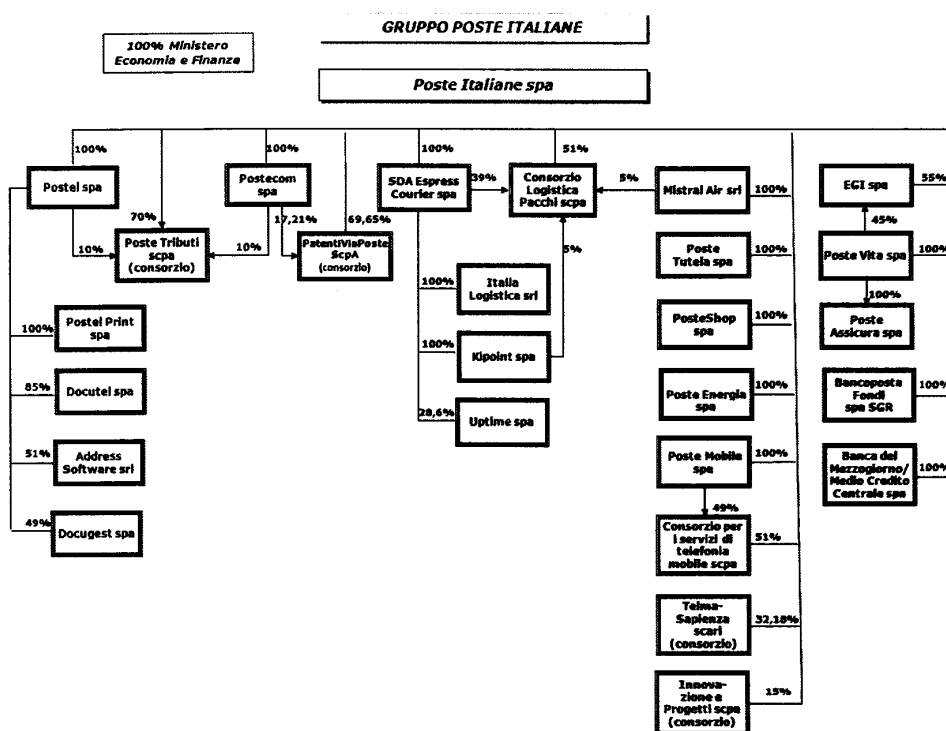 GRUPPO POSTE ITALIANE
100% Ministero
Economia e Finanze
Poste Italiane spa
100%
100%
100%
51%
Postel spa
Postecom
spa
SDA Espress
Courier spa
39%
Consorzio
Logistica
Pacchi scpa
5%
Mistral Air srl
100%
EGI spa
55%
70%
17,21%
69,65%
45%
10%
Poste Tributi
scpa
(consorzio)
10%
PatentiViaPoste
ScpA
(consorzio)
5%
Poste
Tutela spa
100%
Poste Vita spa
100%
100%
Italia
Logistica srl
100%
100%
Postel Print
spa
PosteShop
spa
100%
Poste
Assicura spa
100%
Kipoint spa
85%
Docutel spa
Poste Energia
spa
100%
Bancoposta
Fondi
spa SGR
100%
28,6%
Uptime spa
51%
Address
Software srl
Poste Mobile
spa
100%
Banca del
Mezzogiorno/
Medio Credito
Centrale spa
100%
49%
49%
Docugest spa
Consorzio per
i servizi di
telefonia
mobile scpa
51%
Telma-
Sapienza
scarl
(consorzio)
32,18%
Innova-
zione e
Progetti scpa
(consorzio)
15%